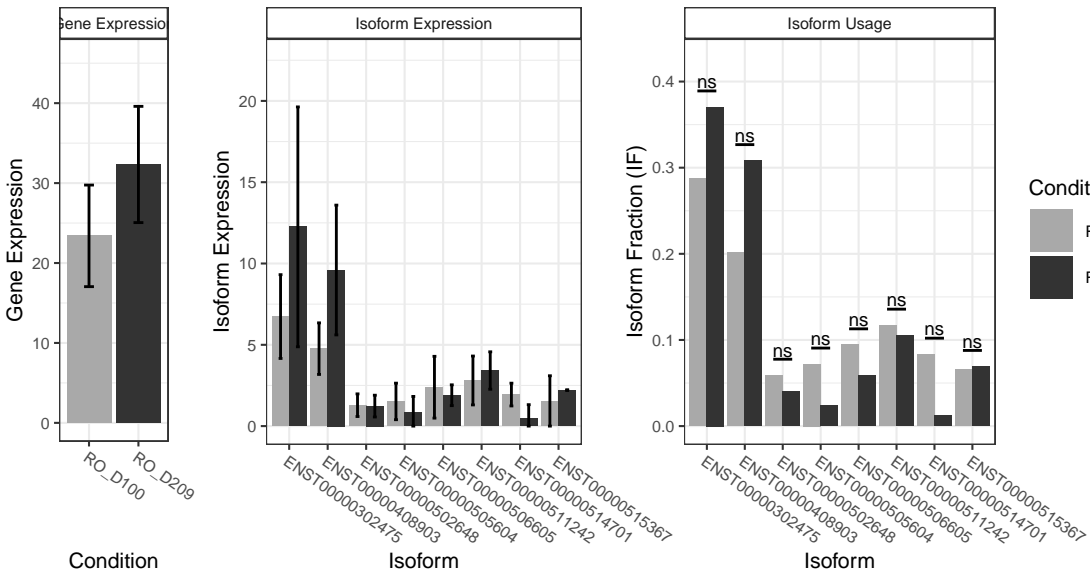 Gene Expression
Isoform Expression
Isoform Usage
Gene Expression
40
30
20
10
0
RO_D100
RO_D209
Condition
Isoform Expression
20
15
10
5
0
ENST00000302475
ENST00000408903
ENST00000502648
ENST00000505604
ENST00000506605
ENST00000511242
ENST00000514701
ENST00000515367
Isoform
Isoform Fraction (IF)
0.4
0.3
0.2
0.1
0.0
ns
ns
ns
ns
ns
ns
ns
ns
ENST00000302475
ENST00000408903
ENST00000502648
ENST00000505604
ENST00000506605
ENST00000511242
ENST00000514701
ENST00000515367
Isoform
Condit